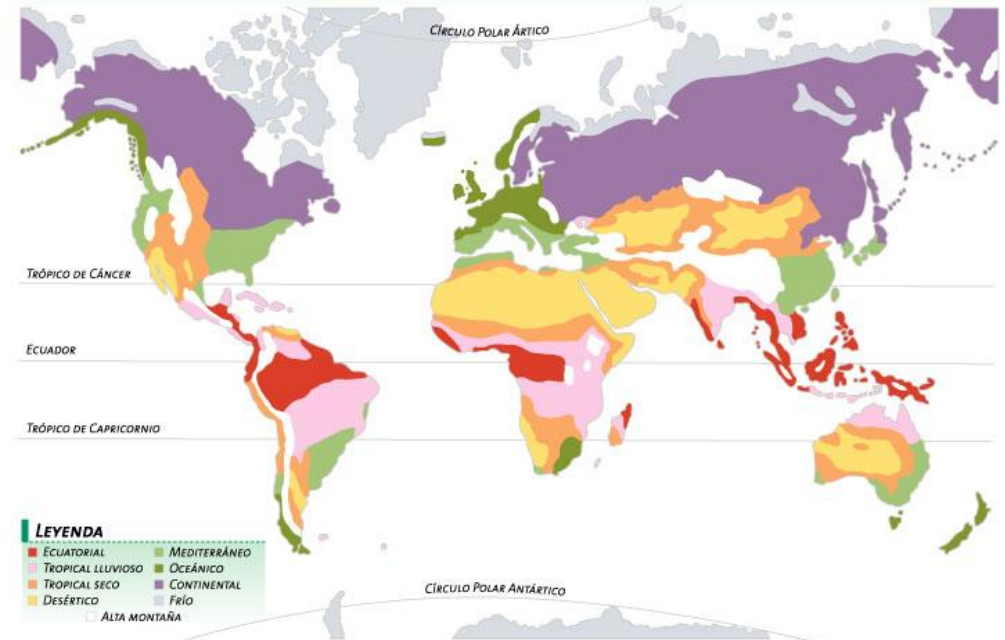 CÍRCULO POLAR ÁRTICO
TRÓPICO DE CÁNCER
ECUADOR
TRÓPICO DE CAPRICORNIO
LEYENDA
ECUATORIAL
TROPICAL LLUVIOSO
TROPICAL SECO
DESÉRTICO
MEDITERRÁNEO
OCEÁNICO
CONTINENTAL
FRÍO
ALTA MONTAÑA
CÍRCULO POLAR ANTÁRTICO